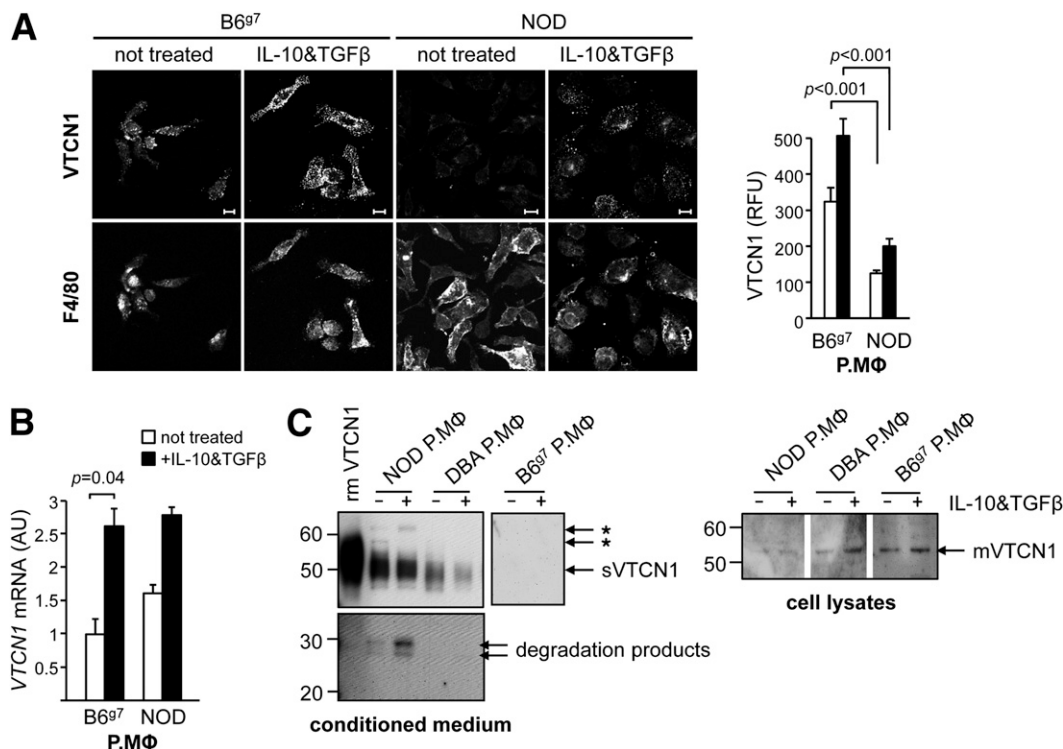 A
B6g7 NOD
not treated IL-10&TGFβ not treated IL-10&TGFβ
VTCN1
F4/80
p<0.001
p<0.001
VTCN1 (RFU)
500
400
300
200
100
0
B6g7 NOD
P.MΦ
B
not treated
+IL-10&TGFβ
p=0.04
VTCN1 mRNA (AU)
3
2.5
2
1.5
1
0.5
B6g7 NOD
P.MΦ
C
rm VTCN1
NOD P.MΦ
DBA P.MΦ
B6g7 P.MΦ
– + – + – +
60
50
*
*
sVTCN1
30
20
degradation products
conditioned medium
NOD P.MΦ
DBA P.MΦ
B6g7 P.MΦ
– + – + – + IL-10&TGFβ
60
50
mVTCN1
cell lysates